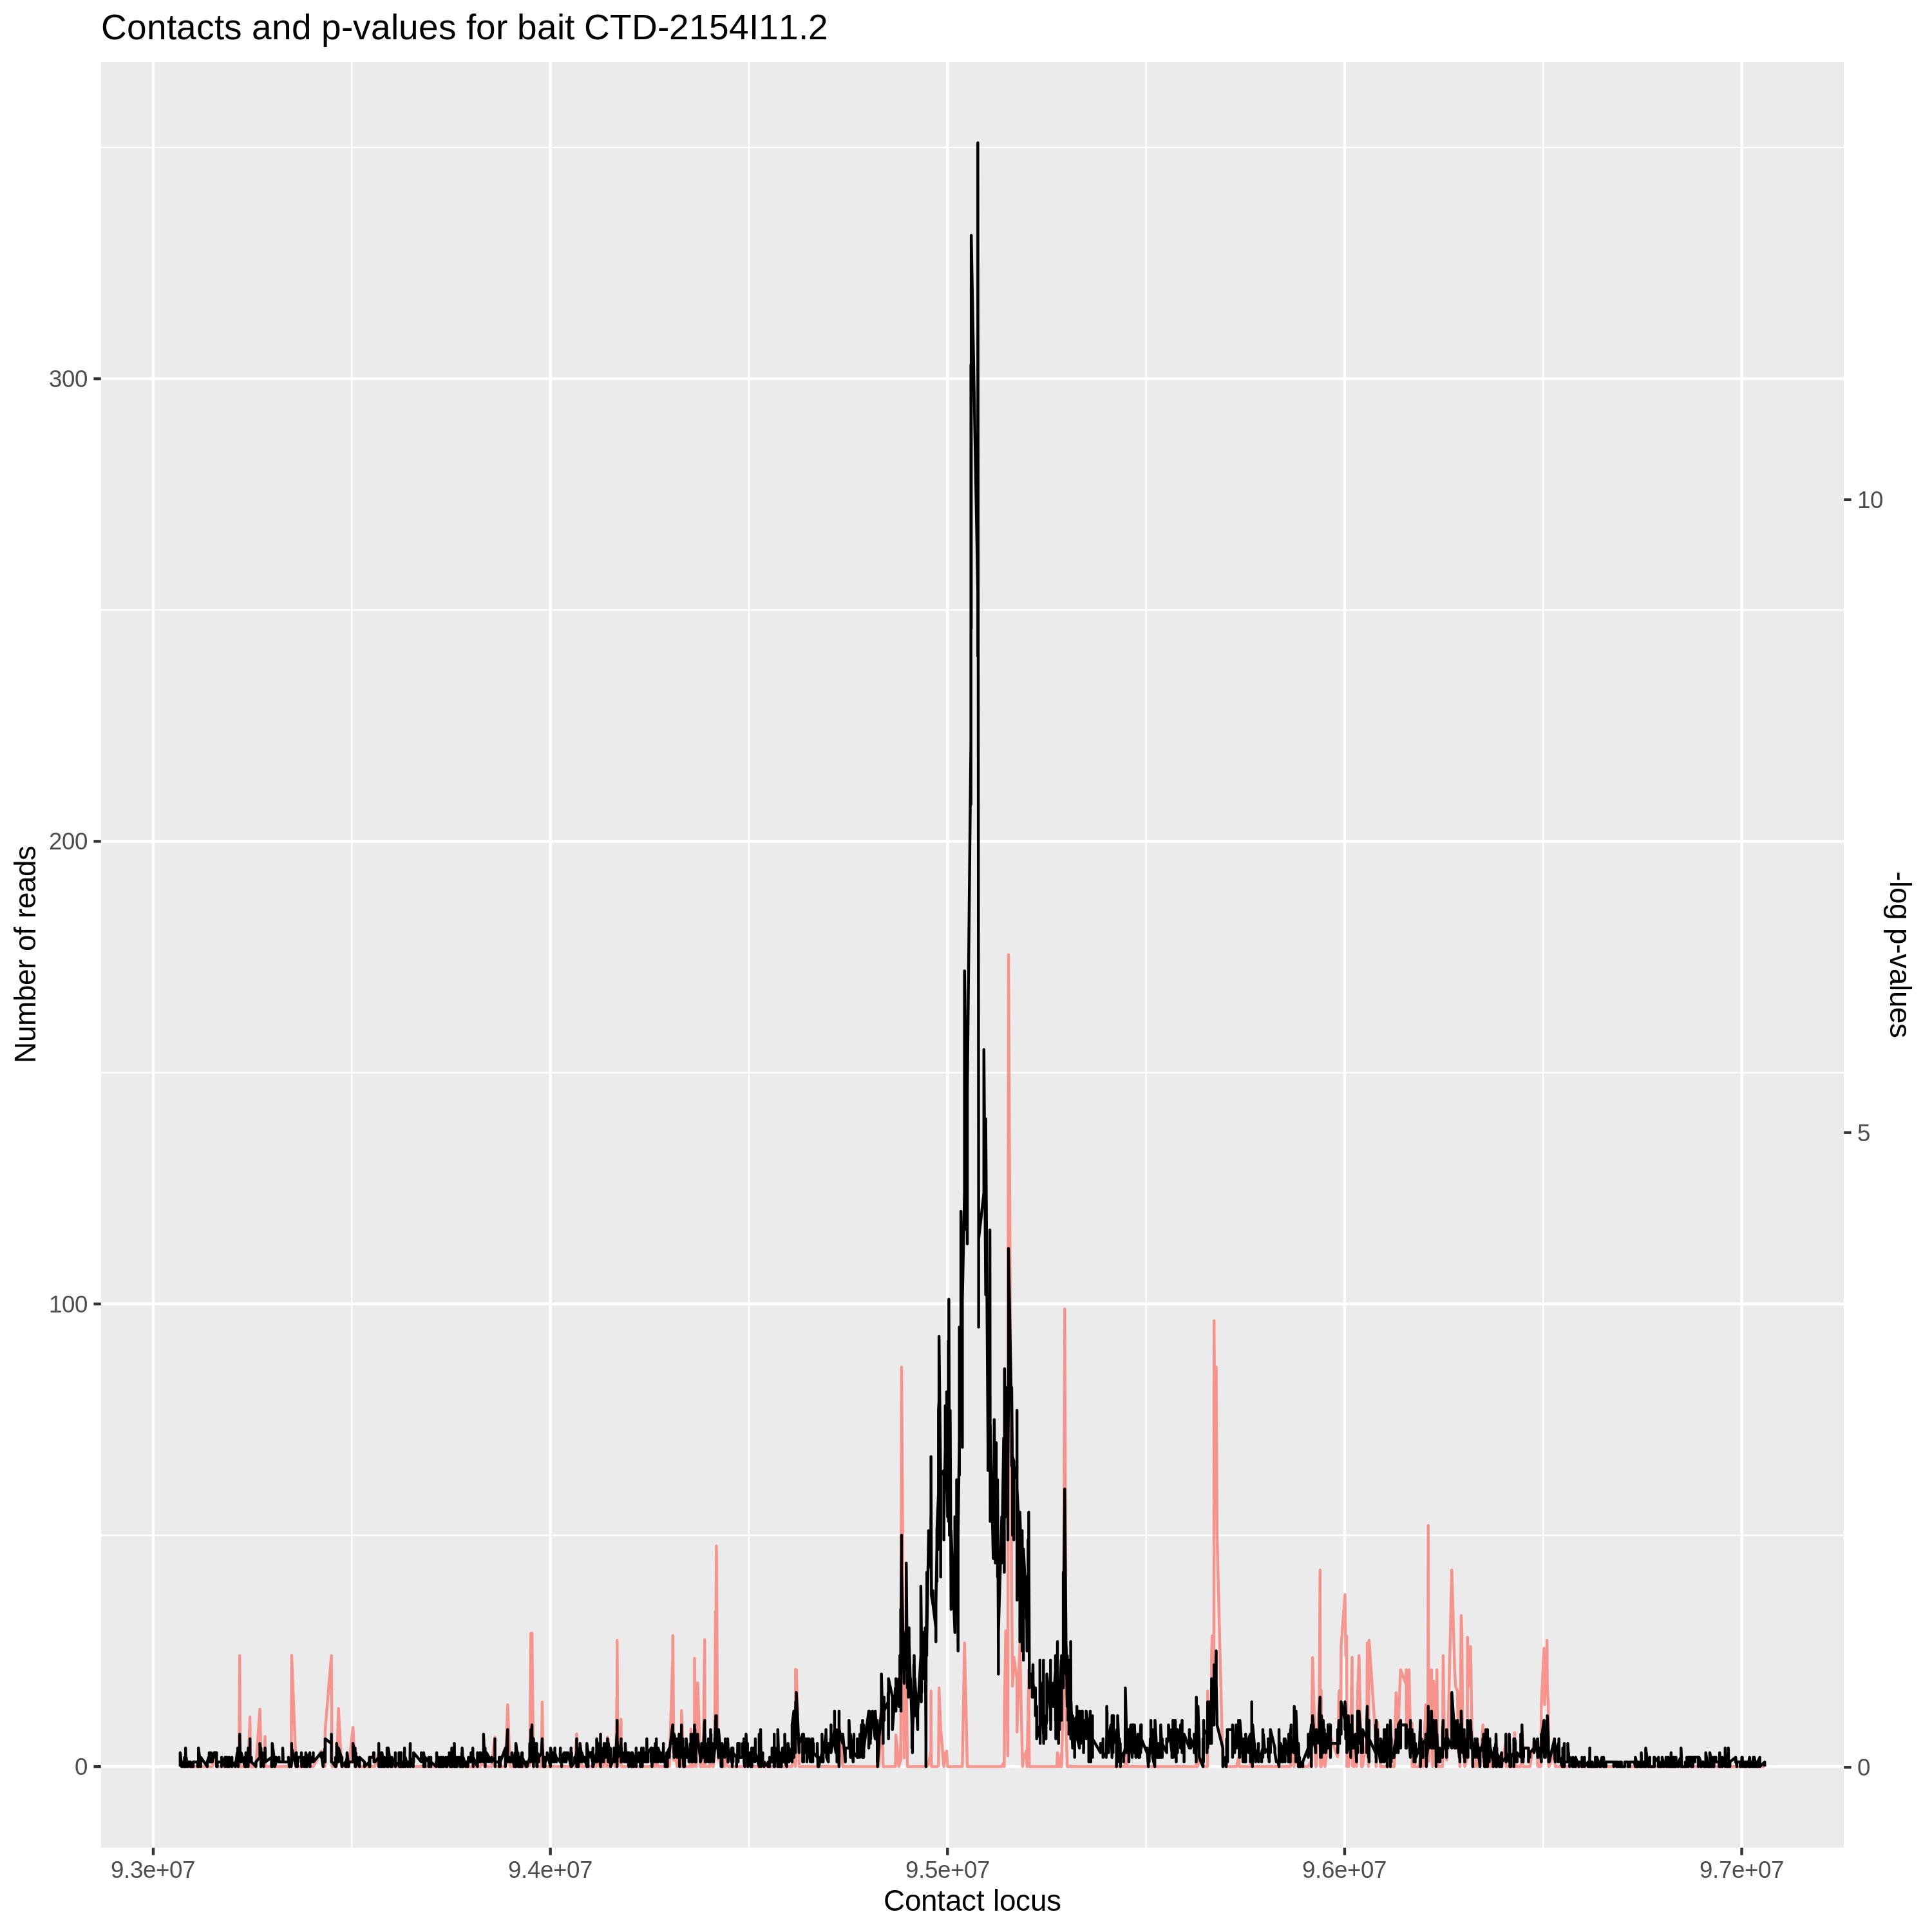 Contacts and p-values for bait CTD-2154I11.2
300
200
100
0
Number of reads
10
5
0
-log p-values
9.3e+07
9.4e+07
9.5e+07
9.6e+07
9.7e+07
Contact locus